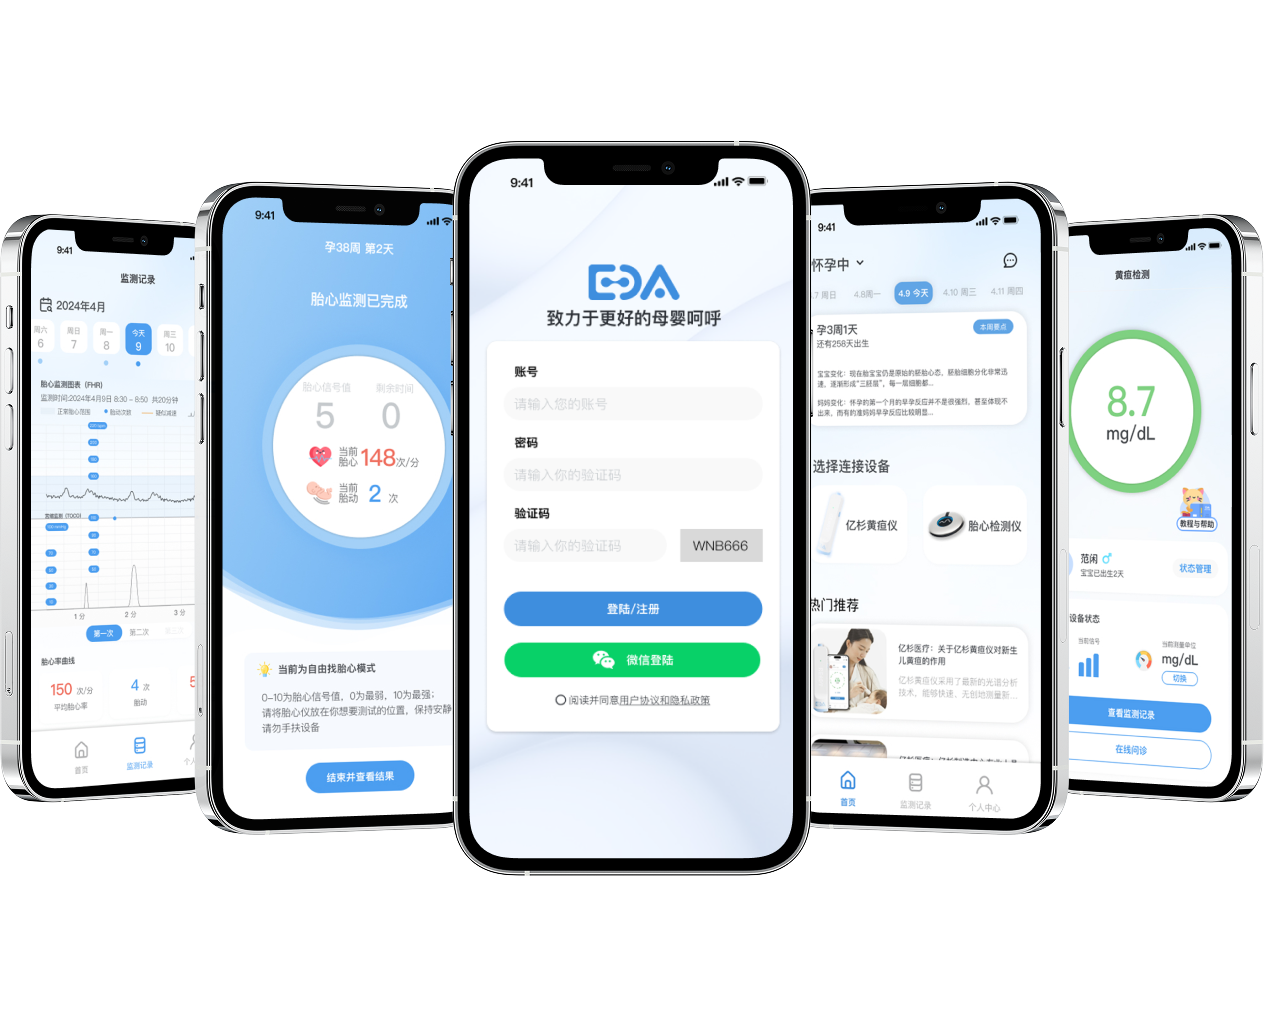 9:41
监测记录
2024年4月
周六
周日
周一
今天
周三
6
7
8
9
10
胎心监测图表（FHR）
监测时间:2024年4月9日 8:30 – 8:50 共20分钟
正常胎心范围
胎动次数
疑似减速
宫缩监测（TOCO）
1 分
2 分
3 分
第一次
第二次
第三次
胎心率曲线
150 次/分
平均胎心率
4 次
胎动
5
首页
监测记录
个人
9:41
孕38周 第2天
胎心监测已完成
胎心信号值
剩余时间
5
0
当前胎心
148次/分
当前胎动
2 次
当前为自由找胎心模式
0–10为胎心信号值，0为最弱，10为最强；
请将胎心仪放在你想要测试的位置，保持安静
请勿手扶设备
结束并查看结果
9:41
EDA
致力于更好的母婴呵呼
账号
请输入您的账号
密码
请输入你的验证码
验证码
请输入你的验证码
WNB666
登陆/注册
微信登陆
阅读并同意用户协议和隐私政策
9:41
怀孕中
4.7 周日
4.8周一
4.9 今天
4.10 周三
4.11 周四
孕3周1天
本周要点
还有258天出生
宝宝变化：现在胎宝宝仍是原始的胚胎心态，胚胎细胞分化非常迅
速，逐渐形成“三胚层”，每一层细胞都...
妈妈变化：怀孕的第一个月的早孕反应并不是很强烈，甚至体现不
出来，而有的准妈妈早孕反应比较明显...
选择连接设备
亿杉黄疸仪
胎心检测仪
热门推荐
亿杉医疗：关于亿杉黄疸仪对新生
儿黄疸的作用
亿杉黄疸仪采用了最新的光谱分析
技术，能够快速、无创地测量新...
首页
监测记录
个人中心
9:41
黄疸检测
8.7
mg/dL
教程与帮助
范闲
宝宝已出生2天
状态管理
设备状态
当前信号
当前测量单位
mg/dL
切换
查看监测记录
在线问诊